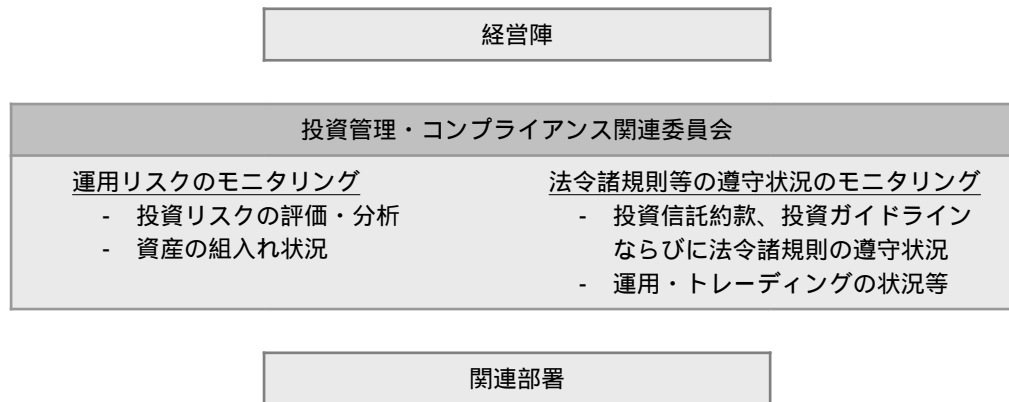 経営陣
投資管理・コンプライアンス関連委員会
運用リスクのモニタリング
- 投資リスクの評価・分析
- 資産の組入れ状況
法令諸規則等の遵守状況のモニタリング
- 投資信託約款、投資ガイドライン
ならびに法令諸規則の遵守状況
- 運用・トレーディングの状況等
関連部署